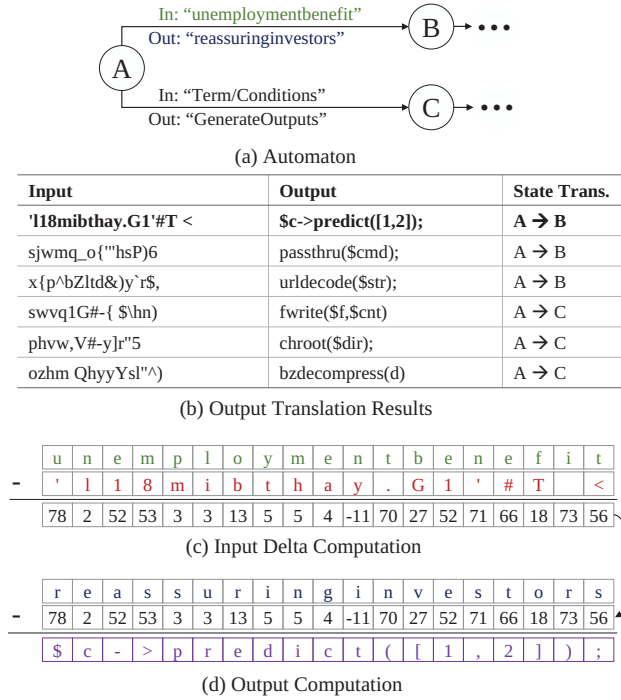 In: “unemploymentbenefit”
Out: “reassuringinvestors”
A
B
•••
In: “Term/Conditions”
Out: “GenerateOutputs”
C
•••
(a) Automaton
Input Output State Trans.
'l18mibthay.G1'#T < $c->predict([1,2]); A → B
sjwmq_o{'"hsP)6 passthru($cmd); A → B
x{p^bZltd&)y`r$, urldecode($str); A → B
swvq1G#-{ $\hn) fwrite($f,$cnt) A → C
phvw,V#-y]r"5 chroot($dir); A → C
ozhm QhyyYsl"^) bzdecompress(d) A → C
(b) Output Translation Results
u n e m p l o y m e n t b e n e f i t
- ' l 1 8 m i b t h a y . G 1 ' # T <
78 2 52 53 3 3 13 5 5 4 -11 70 27 52 71 66 18 73 56
(c) Input Delta Computation
r e a s s u r i n g i n v e s t o r s
- 78 2 52 53 3 3 13 5 5 4 -11 70 27 52 71 66 18 73 56
$ c - > p r e d i c t ( [ 1 , 2 ] ) ;
(d) Output Computation